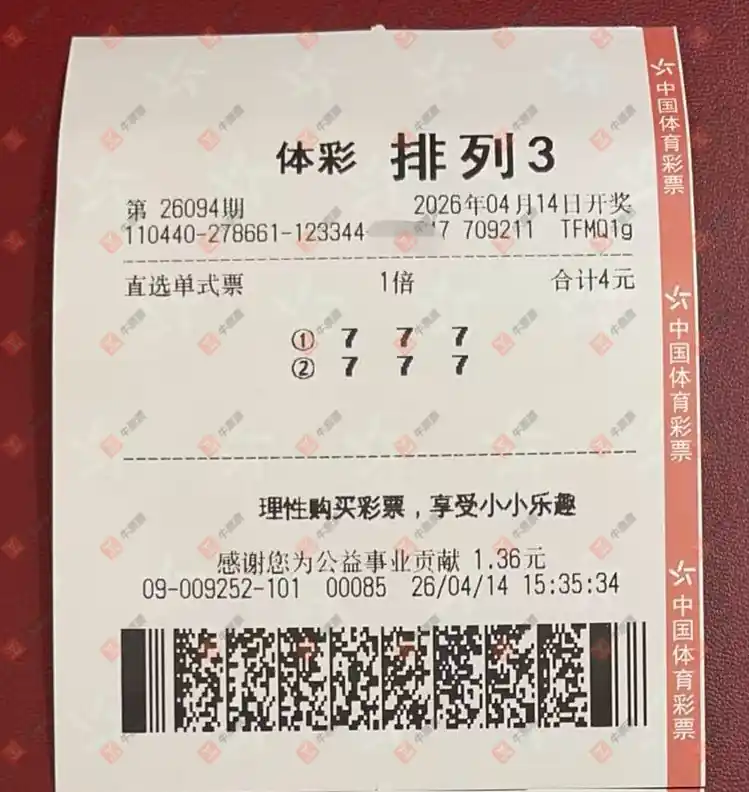 体彩 排列3
第 26094期 2026年04月14日开奖
110440-278661-123344 17 709211 TFMQ1g
直选单式票 1倍 合计4元
① 7 7 7
② 7 7 7
理性购买彩票，享受小小乐趣
感谢您为公益事业贡献 1.36元
09-009252-101 00085 26/04/14 15:35:34
中国体育彩票
中国体育彩票
中国体育彩票